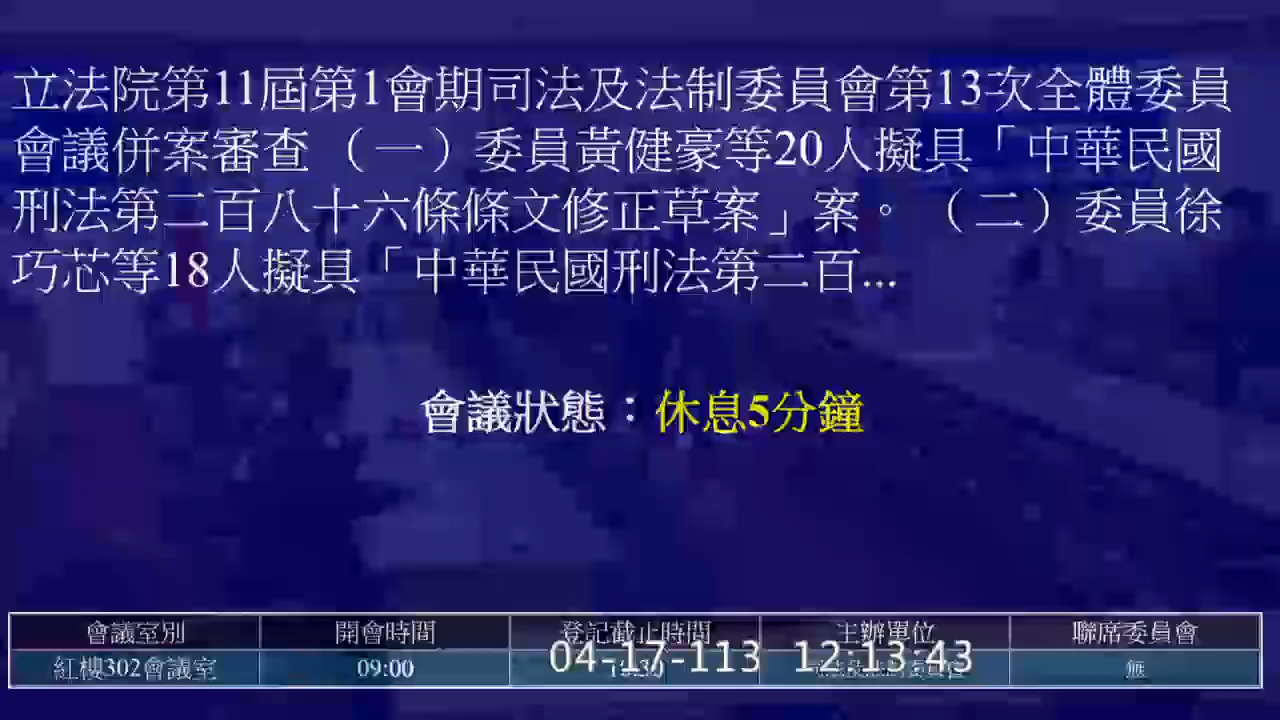 立法院第11屆第1會期司法及法制委員會第13次全體委員
會議併案審查（一）委員黃健豪等20人擬具「中華民國
刑法第二百八十六條條文修正草案」案。（二）委員徐
巧芯等18人擬具「中華民國刑法第二百...
會議狀態：休息5分鐘
會議室別 開會時間 登記截止時間 主辦單位 聯席委員會
紅樓302會議室 09:00 無
04-17-113 12:13:43